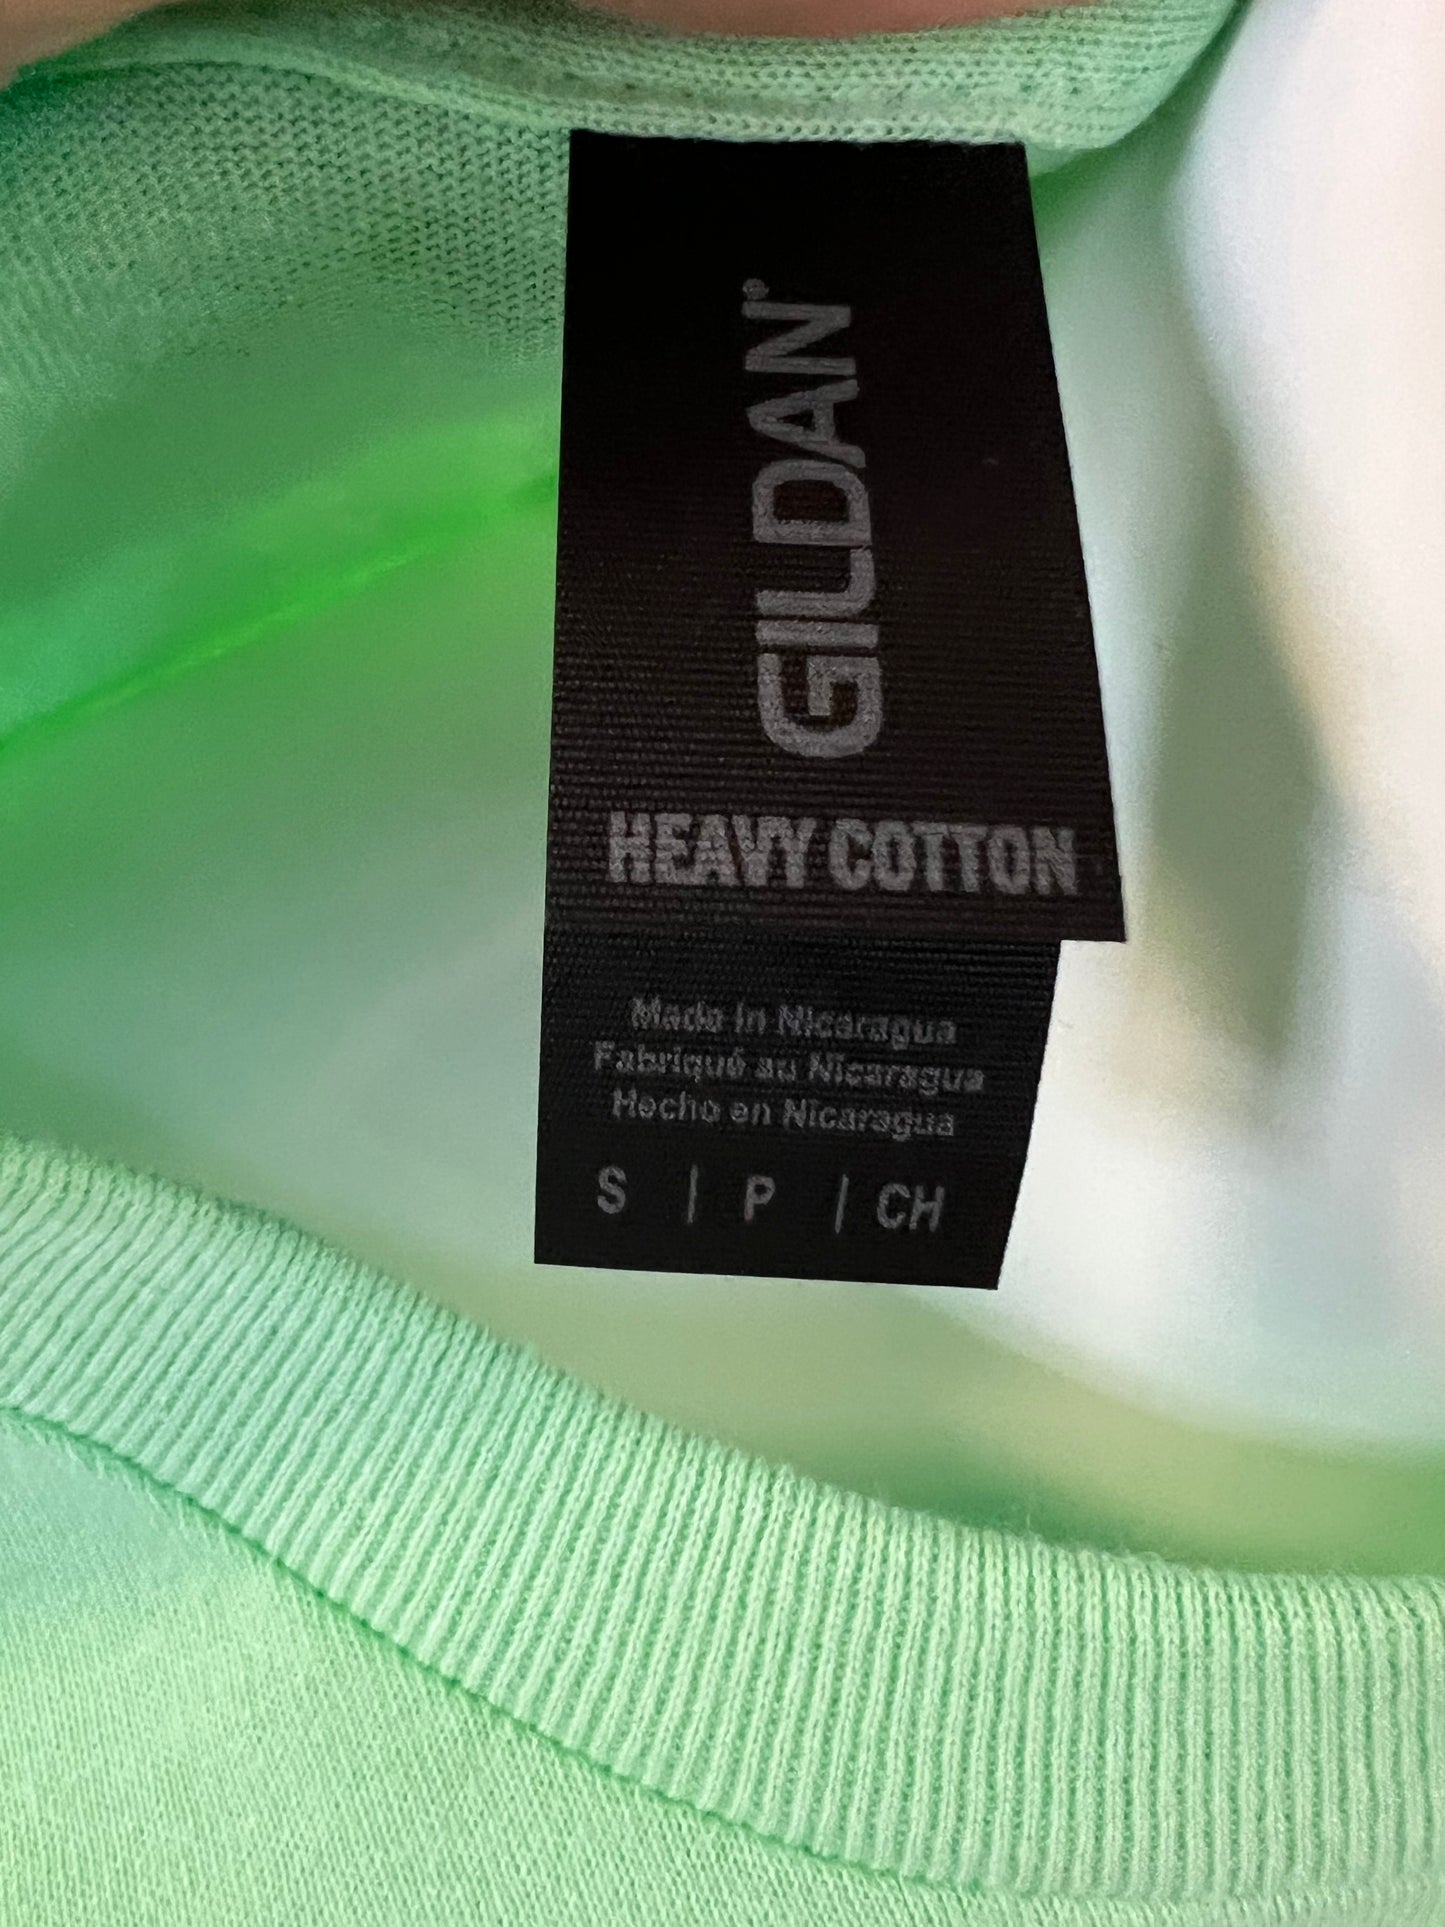 GILDAN®
HEAVY COTTON
Made in Nicaragua
Fabriqué au Nicaragua
Hecho en Nicaragua
S | P | CH